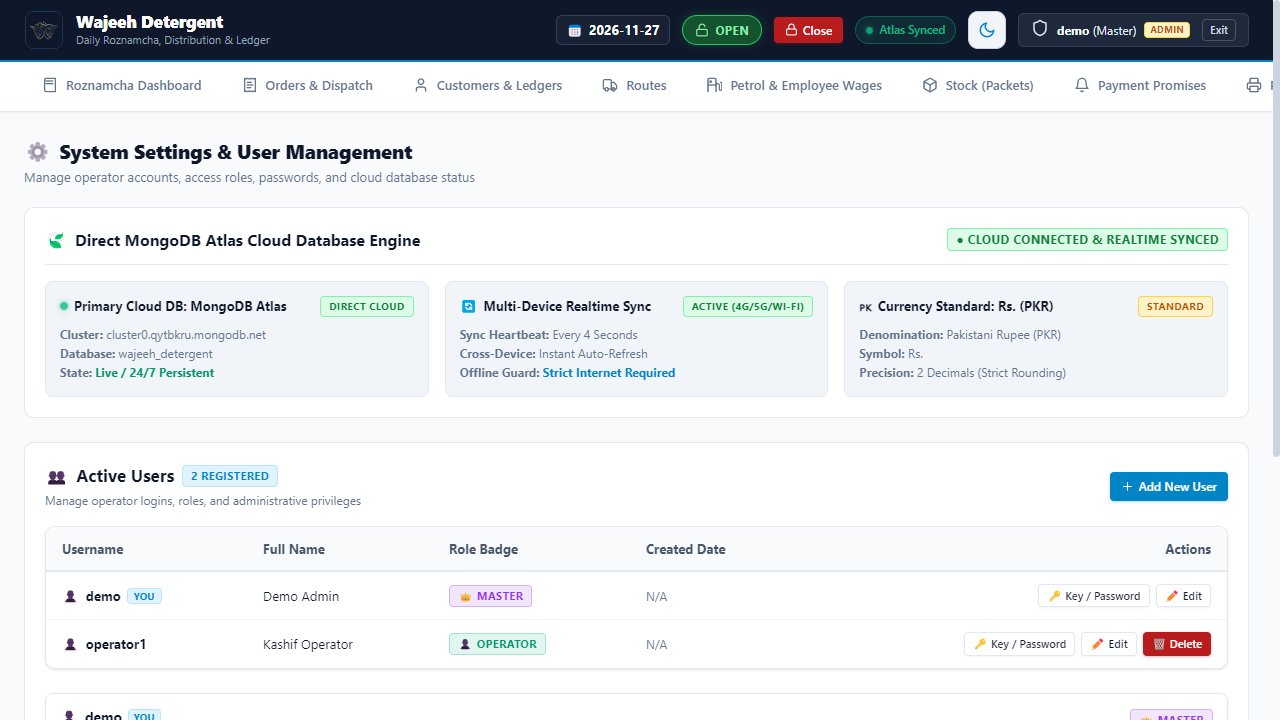 Wajeeh Detergent
Daily Roznamcha, Distribution & Ledger
2026-11-27
OPEN
Close
Atlas Synced
demo (Master) ADMIN Exit
Roznamcha Dashboard
Orders & Dispatch
Customers & Ledgers
Routes
Petrol & Employee Wages
Stock (Packets)
Payment Promises
System Settings & User Management
Manage operator accounts, access roles, passwords, and cloud database status
Direct MongoDB Atlas Cloud Database Engine
● CLOUD CONNECTED & REALTIME SYNCED
Primary Cloud DB: MongoDB Atlas DIRECT CLOUD
Cluster: cluster0.qytbkru.mongodb.net
Database: wajeeh_detergent
State: Live / 24/7 Persistent
Multi-Device Realtime Sync ACTIVE (4G/5G/WI-FI)
Sync Heartbeat: Every 4 Seconds
Cross-Device: Instant Auto-Refresh
Offline Guard: Strict Internet Required
PK Currency Standard: Rs. (PKR) STANDARD
Denomination: Pakistani Rupee (PKR)
Symbol: Rs.
Precision: 2 Decimals (Strict Rounding)
Active Users 2 REGISTERED
Manage operator logins, roles, and administrative privileges
+ Add New User
Username Full Name Role Badge Created Date Actions
demo YOU Demo Admin MASTER N/A Key / Password Edit
operator1 Kashif Operator OPERATOR N/A Key / Password Edit Delete
demo YOU MASTER